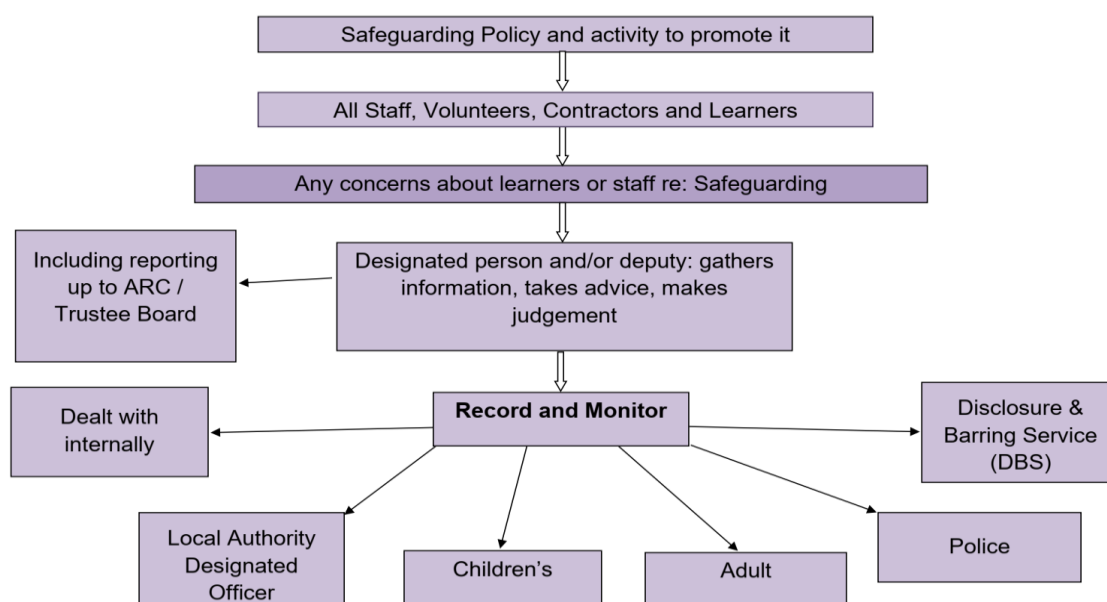 Safeguarding Policy and activity to promote it
All Staff, Volunteers, Contractors and Learners
Any concerns about learners or staff re: Safeguarding
Including reporting
up to ARC /
Trustee Board
Designated person and/or deputy: gathers
information, takes advice, makes
judgement
Dealt with
internally
Record and Monitor
Disclosure &
Barring Service
(DBS)
Local Authority
Designated
Officer
Children's
Adult
Police